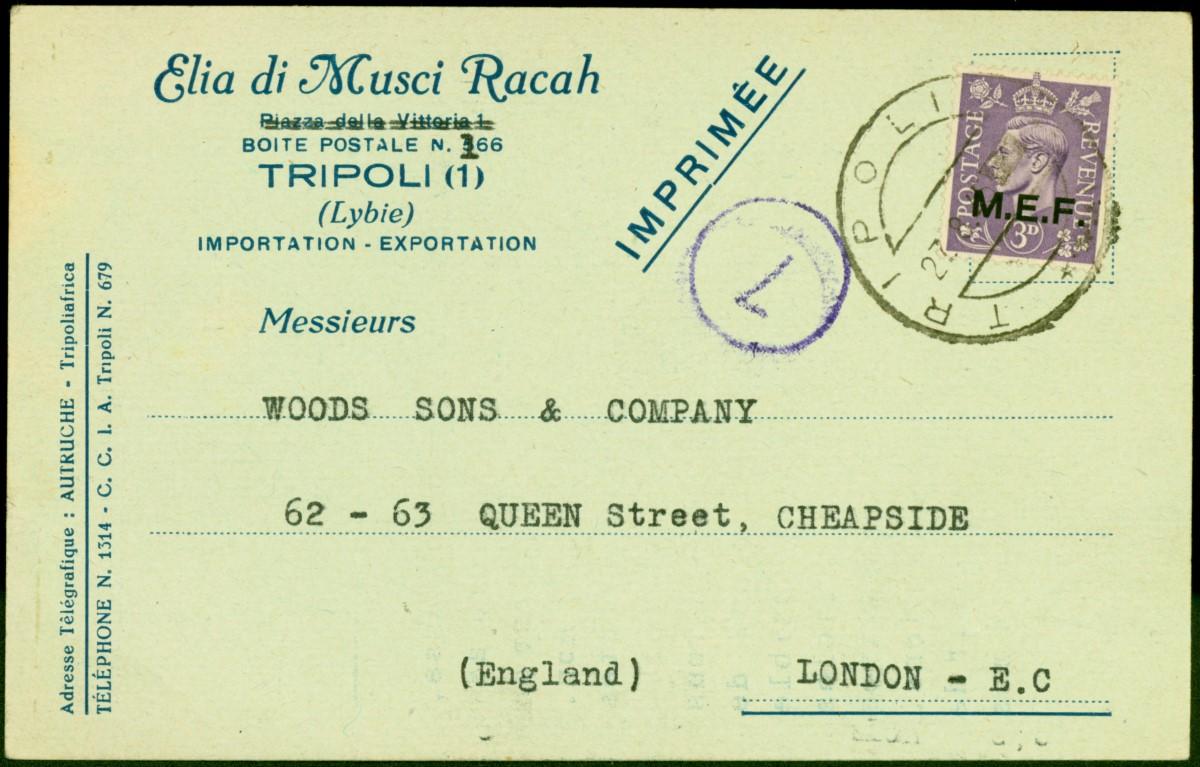 Elia di Musci Racah
Piazza della Vittoria 1
BOITE POSTALE N. 166
TRIPOLI (1)
(Lybie)
IMPORTATION - EXPORTATION
IMPRIMÉE
POSTAGE REVENUE
M.E.F.
3D
TRIPOLI
1
Messieurs
WOODS SONS & COMPANY
62 - 63 QUEEN Street, CHEAPSIDE
(England) LONDON - E.C
Adresse Télégrafique : AUTRUCHE - Tripoliafrica
TÉLÉPHONE N. 1314 - C. C. I. A. Tripoli N. 679